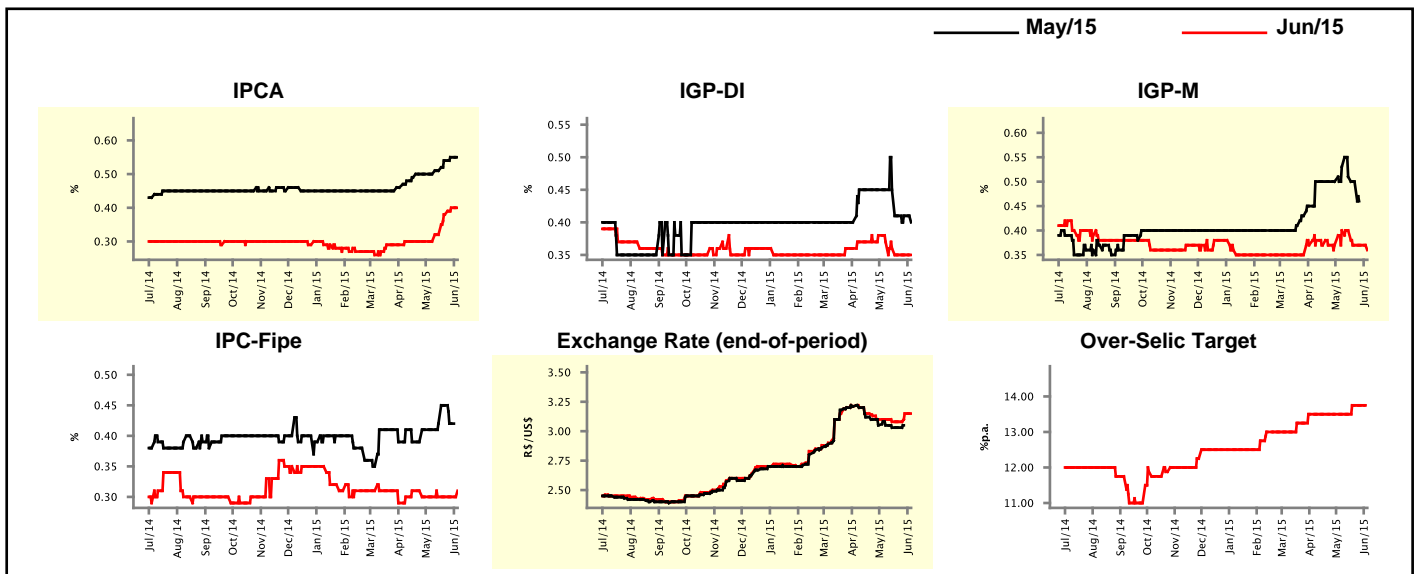 May/15
Jun/15
IPCA
%
0.60
0.50
0.40
0.30
Jul/14
Aug/14
Sep/14
Oct/14
Nov/14
Dec/14
Jan/15
Feb/15
Mar/15
Apr/15
May/15
Jun/15
IGP-DI
%
0.55
0.50
0.45
0.40
0.35
Jul/14
Aug/14
Sep/14
Oct/14
Nov/14
Dec/14
Jan/15
Feb/15
Mar/15
Apr/15
May/15
Jun/15
IGP-M
%
0.60
0.55
0.50
0.45
0.40
0.35
Jul/14
Aug/14
Sep/14
Oct/14
Nov/14
Dec/14
Jan/15
Feb/15
Mar/15
Apr/15
May/15
Jun/15
IPC-Fipe
%
0.50
0.45
0.40
0.35
0.30
Jul/14
Aug/14
Sep/14
Oct/14
Nov/14
Dec/14
Jan/15
Feb/15
Mar/15
Apr/15
May/15
Jun/15
Exchange Rate (end-of-period)
R$/US$
3.50
3.25
3.00
2.75
2.50
Jul/14
Aug/14
Sep/14
Oct/14
Nov/14
Dec/14
Jan/15
Feb/15
Mar/15
Apr/15
May/15
Jun/15
Over-Selic Target
%p.a.
14.00
13.00
12.00
11.00
Jul/14
Aug/14
Sep/14
Oct/14
Nov/14
Dec/14
Jan/15
Feb/15
Mar/15
Apr/15
May/15
Jun/15